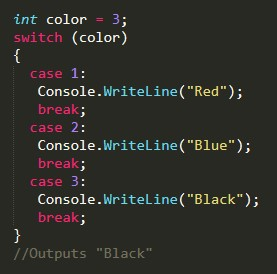 int color = 3;
switch (color)
{
  case 1:
   Console.WriteLine("Red");
   break;
  case 2:
   Console.WriteLine("Blue");
   break;
  case 3:
   Console.WriteLine("Black");
   break;
}
//Outputs "Black"